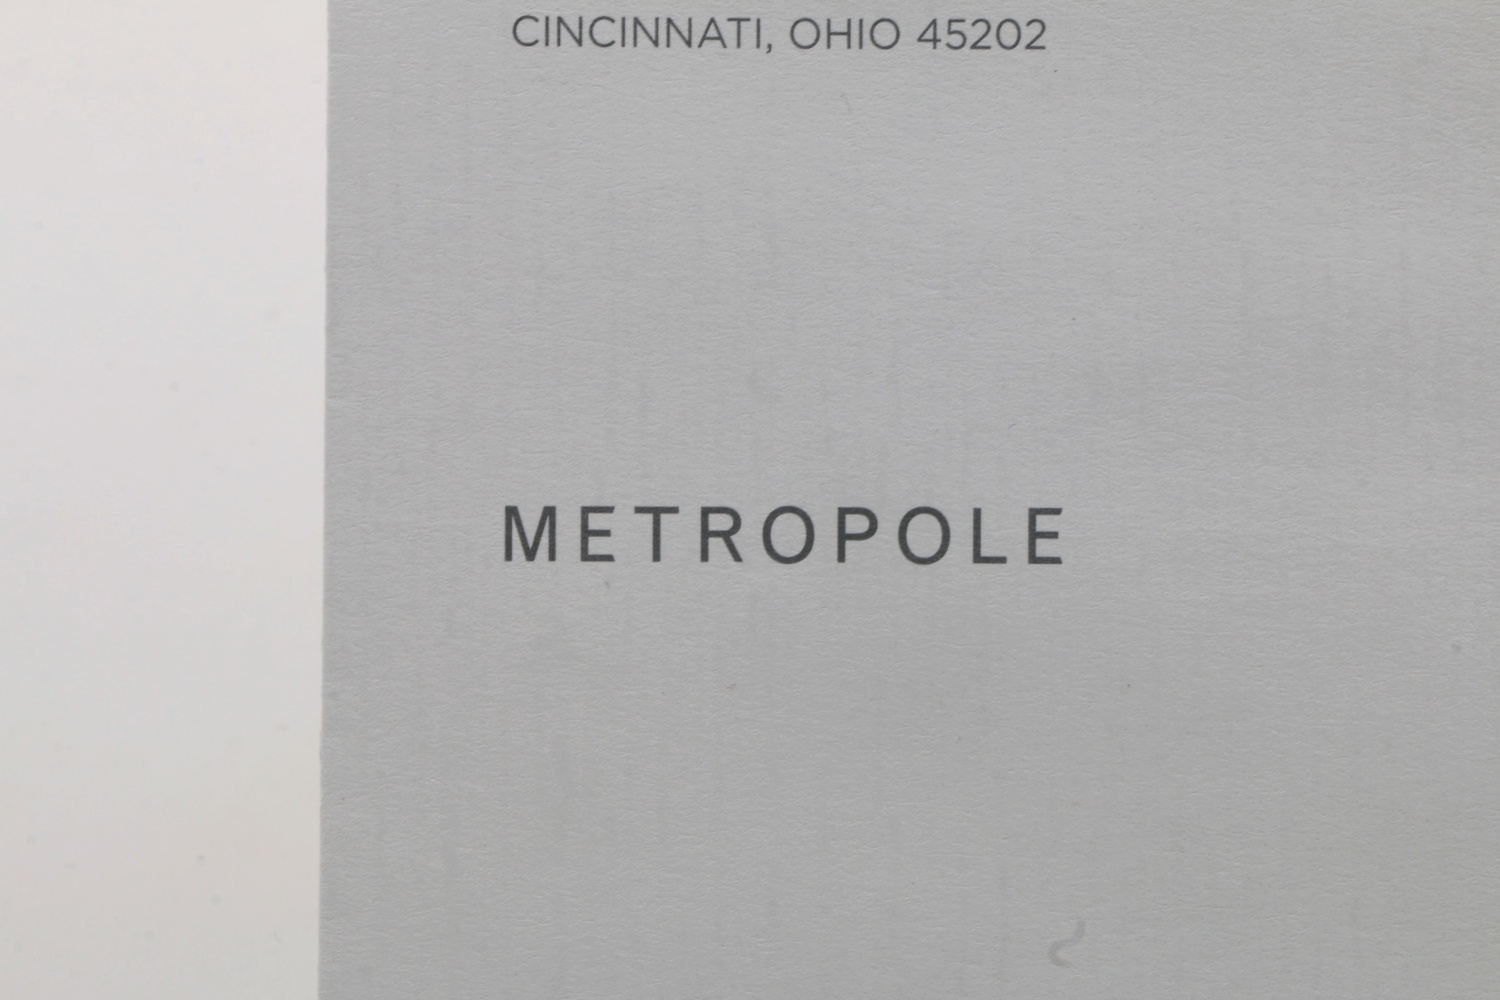 CINCINNATI, OHIO 45202
METROPOLE